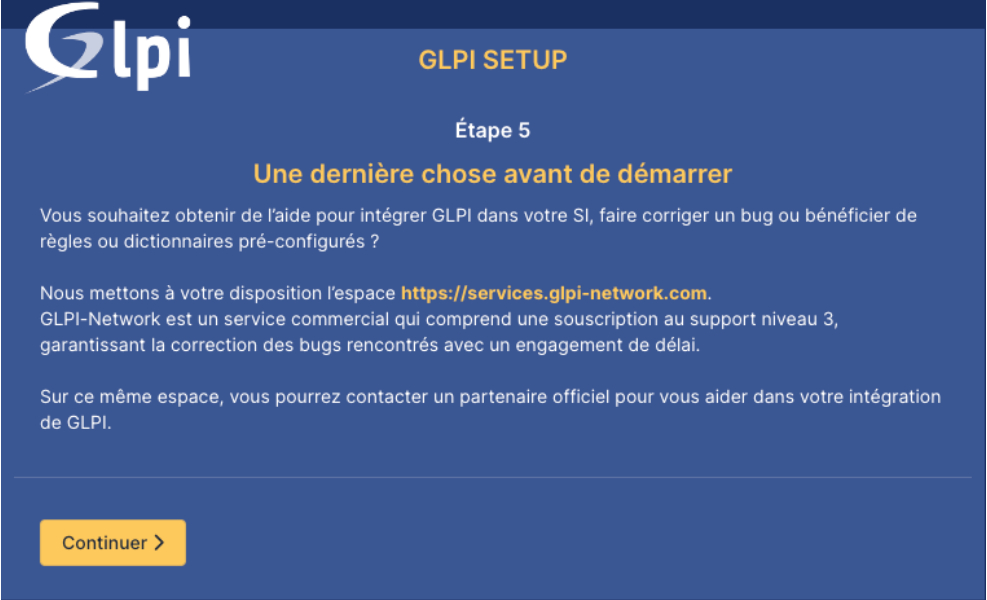 Glpi
GLPI SETUP
Étape 5
Une dernière chose avant de démarrer
Vous souhaitez obtenir de l'aide pour intégrer GLPI dans votre SI, faire corriger un bug ou bénéficier de
règles ou dictionnaires pré-configurés ?
Nous mettons à votre disposition l'espace https://services.glpi-network.com.
GLPI-Network est un service commercial qui comprend une souscription au support niveau 3,
garantissant la correction des bugs rencontrés avec un engagement de délai.
Sur ce même espace, vous pourrez contacter un partenaire officiel pour vous aider dans votre intégration
de GLPI.
Continuer